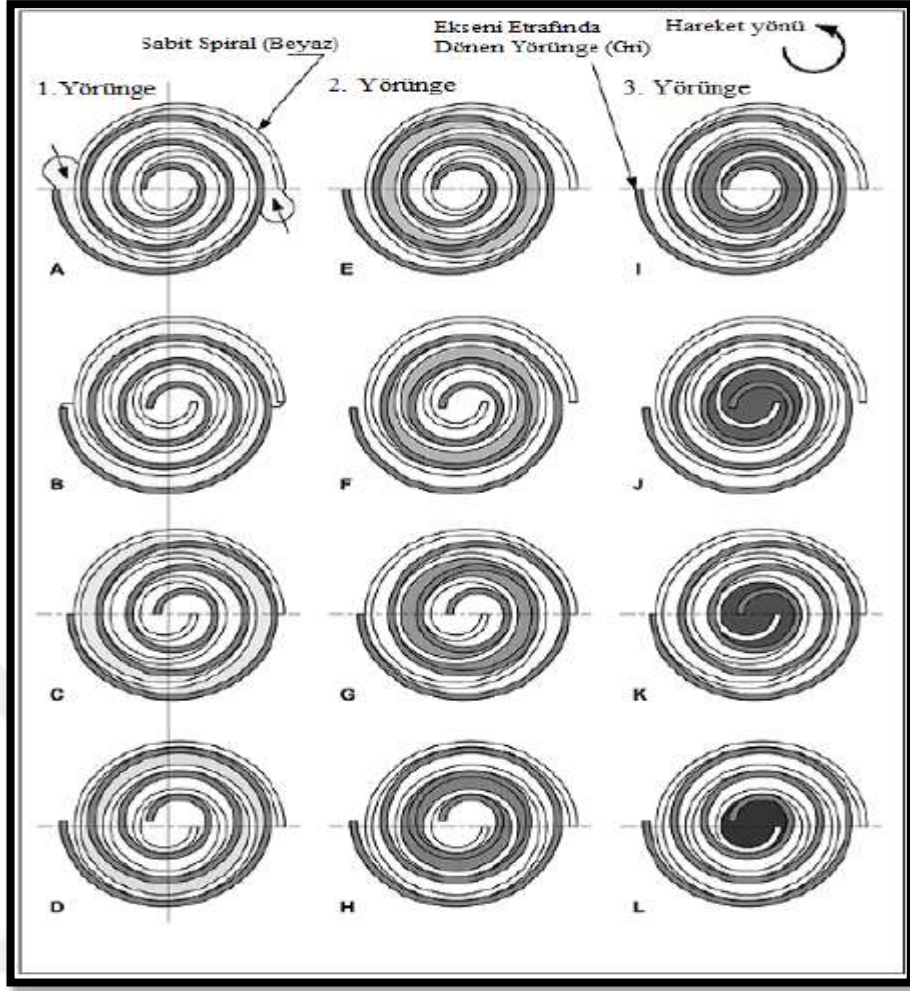 Sabit Spiral (Beyaz)
Ekseni Etrafında
Dönen Yörünge (Gri)
Hareket yönü
1. Yörünge
2. Yörünge
3. Yörünge
A
E
I
B
F
J
C
G
K
D
H
L